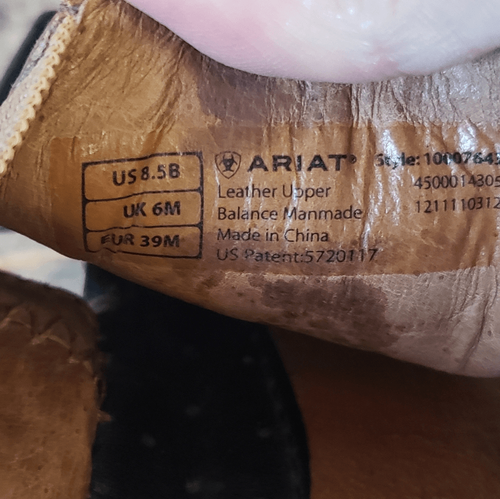 US 8.5B
UK 6M
EUR 39M
ARIAT®
Leather Upper
Balance Manmade
Made in China
US Patent:5720117
Style:
4500014305
1211110312